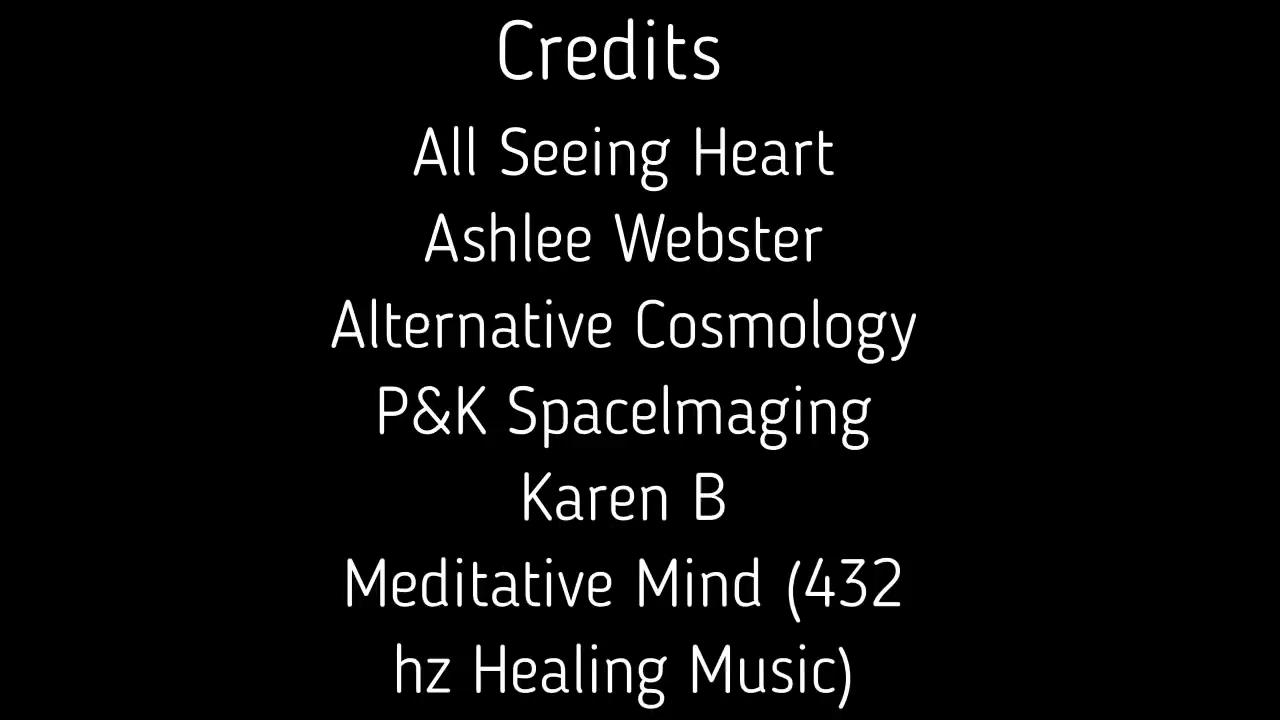 Credits
All Seeing Heart
Ashlee Webster
Alternative Cosmology
P&K SpaceImaging
Karen B
Meditative Mind (432
hz Healing Music)